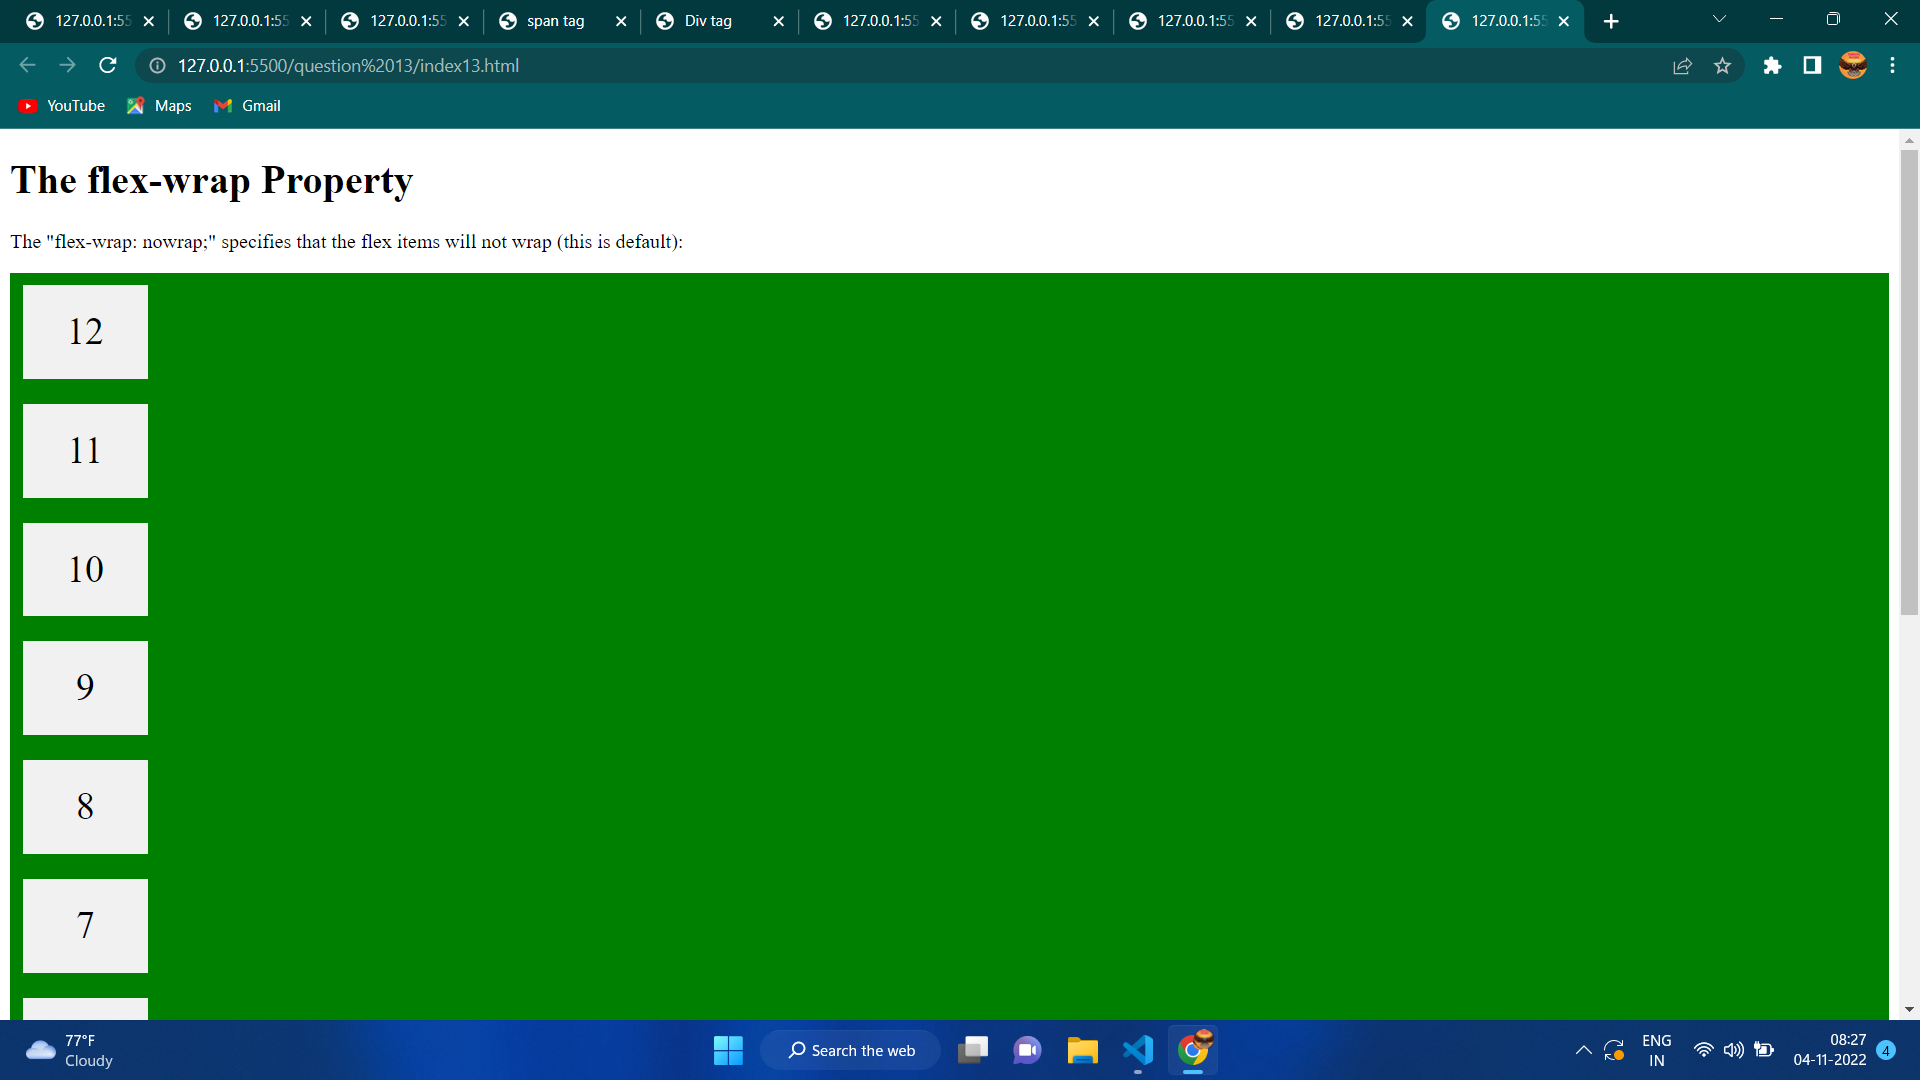 127.0.0.1:55
127.0.0.1:55
127.0.0.1:55
span tag
Div tag
127.0.0.1:55
127.0.0.1:55
127.0.0.1:55
127.0.0.1:55
127.0.0.1:55
127.0.0.1:5500/question%2013/index13.html
YouTube
Maps
Gmail
The flex-wrap Property
The "flex-wrap: nowrap;" specifies that the flex items will not wrap (this is default):
12
11
10
9
8
7
77°F
Cloudy
Search the web
ENG
IN
08:27
04-11-2022
4